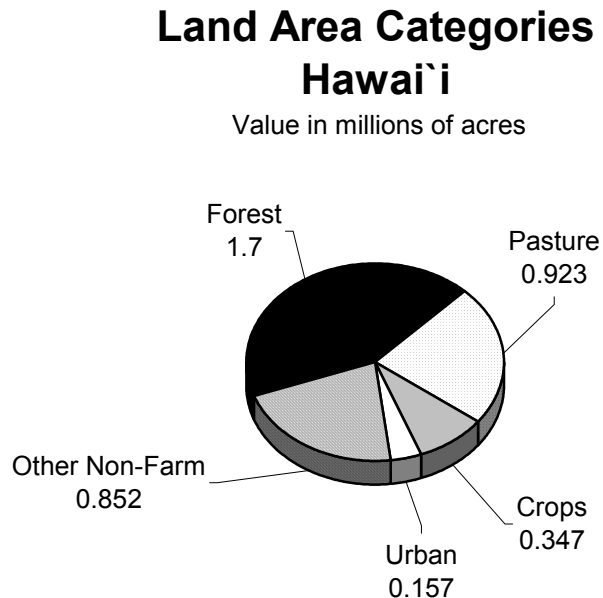 Land Area Categories
Hawai`i
Value in millions of acres
Forest
1.7
Pasture
0.923
Other Non-Farm
0.852
Crops
0.347
Urban
0.157